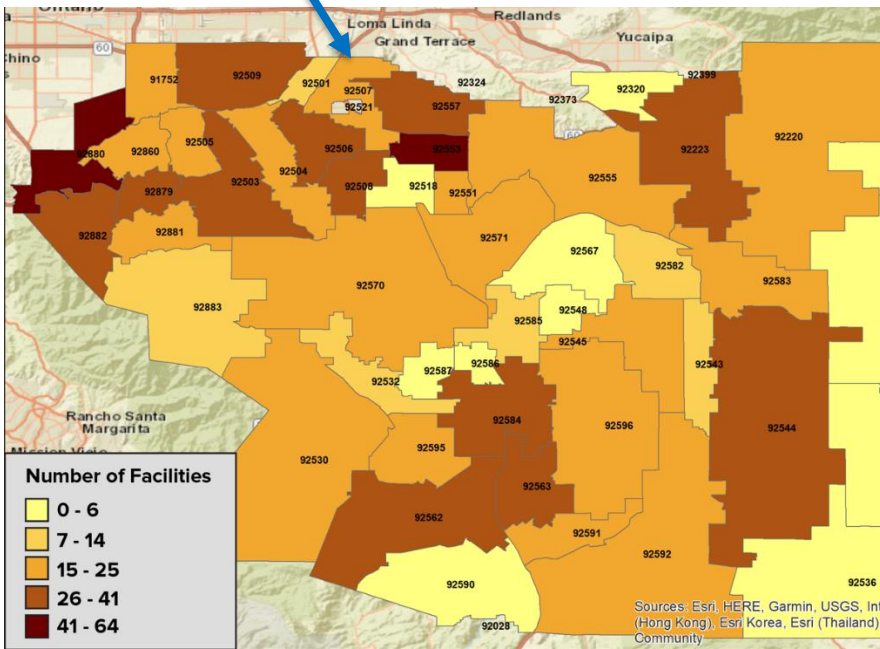 Ontario
Loma Linda
Redlands
Grand Terrace
Yucaipa
60
Chino
91752
92509
92501
92507
92521
92324
92373
92320
92399
92557
92220
92880
92860
92505
92506
92553
92223
92879
92503
92504
92508
92518
92551
92555
92882
92881
92571
92567
92582
92583
92883
92570
92585
92548
92545
92543
92532
92587
92586
92584
92596
92544
Rancho Santa
Margarita
92530
92595
Mission Viejo
92562
92563
92591
92592
92590
92536
92028
Number of Facilities
0 - 6
7 - 14
15 - 25
26 - 41
41 - 64
Sources: Esri, HERE, Garmin, USGS, Int
(Hong Kong), Esri Korea, Esri (Thailand)
Community